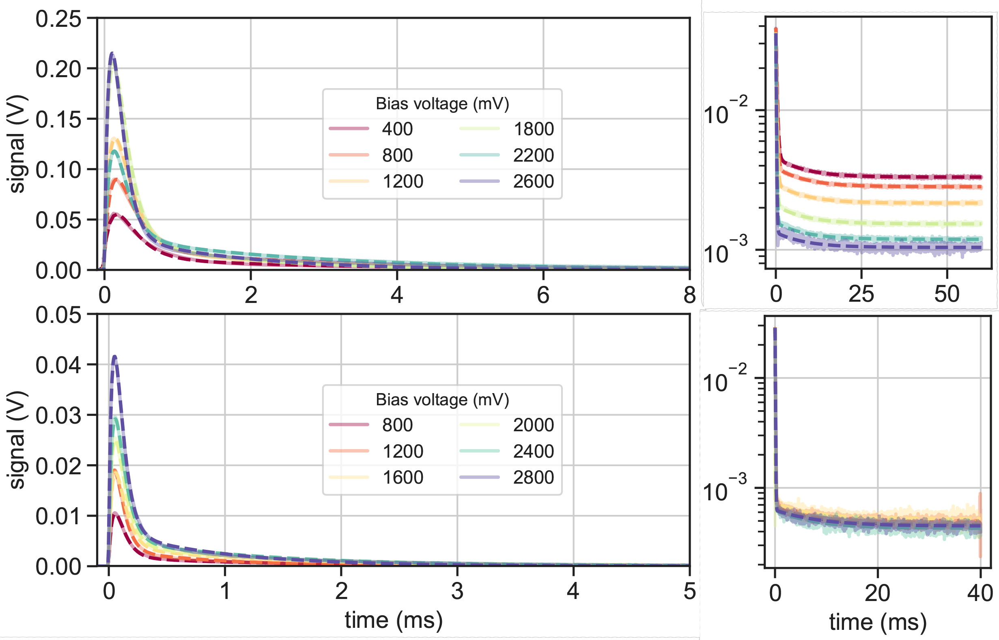 0.25
0.20
0.15
0.10
0.05
0.00
signal (V)
0 2 4 6 8
Bias voltage (mV)
400 1800
800 2200
1200 2600
10−2
10−3
0 25 50
0.05
0.04
0.03
0.02
0.01
0.00
signal (V)
0 1 2 3 4 5
time (ms)
Bias voltage (mV)
800 2000
1200 2400
1600 2800
10−2
10−3
0 20 40
time (ms)